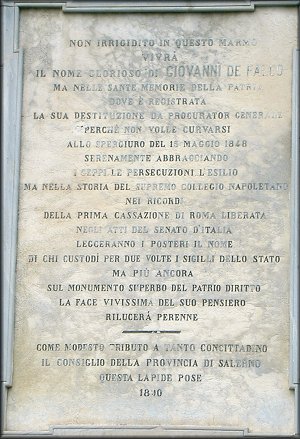 NON IRRIGIDITO IN QUESTO MARMO
VIVRÀ
IL NOME GLORIOSO DI GIOVANNI DE FALCO
MA NELLE SANTE MEMORIE DELLA PATRIA
DOVE È REGISTRATA
LA SUA DESTITUZIONE DA PROCURATOR GENERALE
PERCHÈ NON VOLLE CURVARSI
ALLO SPERGIURO DEL 15 MAGGIO 1848
SERENAMENTE ABBRACCIANDO
I CEPPI LE PERSECUZIONI L'ESILIO
MA NELLA STORIA DEL SUPREMO COLLEGIO NAPOLETANO
NEI RICORDI
DELLA PRIMA CASSAZIONE DI ROMA LIBERATA
NEGLI ATTI DEL SENATO D'ITALIA
LEGGERANNO I POSTERI IL NOME
DI CHI CUSTODÌ PER DUE VOLTE I SIGILLI DELLO STATO
MA PIÙ ANCORA
SUL MONUMENTO SUPERBO DEL PATRIO DIRITTO
LA FACE VIVISSIMA DEL SUO PENSIERO
RILUCERÀ PERENNE
COME MODESTO TRIBUTO A TANTO CONCITTADINO
IL CONSIGLIO DELLA PROVINCIA DI SALERNO
QUESTA LAPIDE POSE